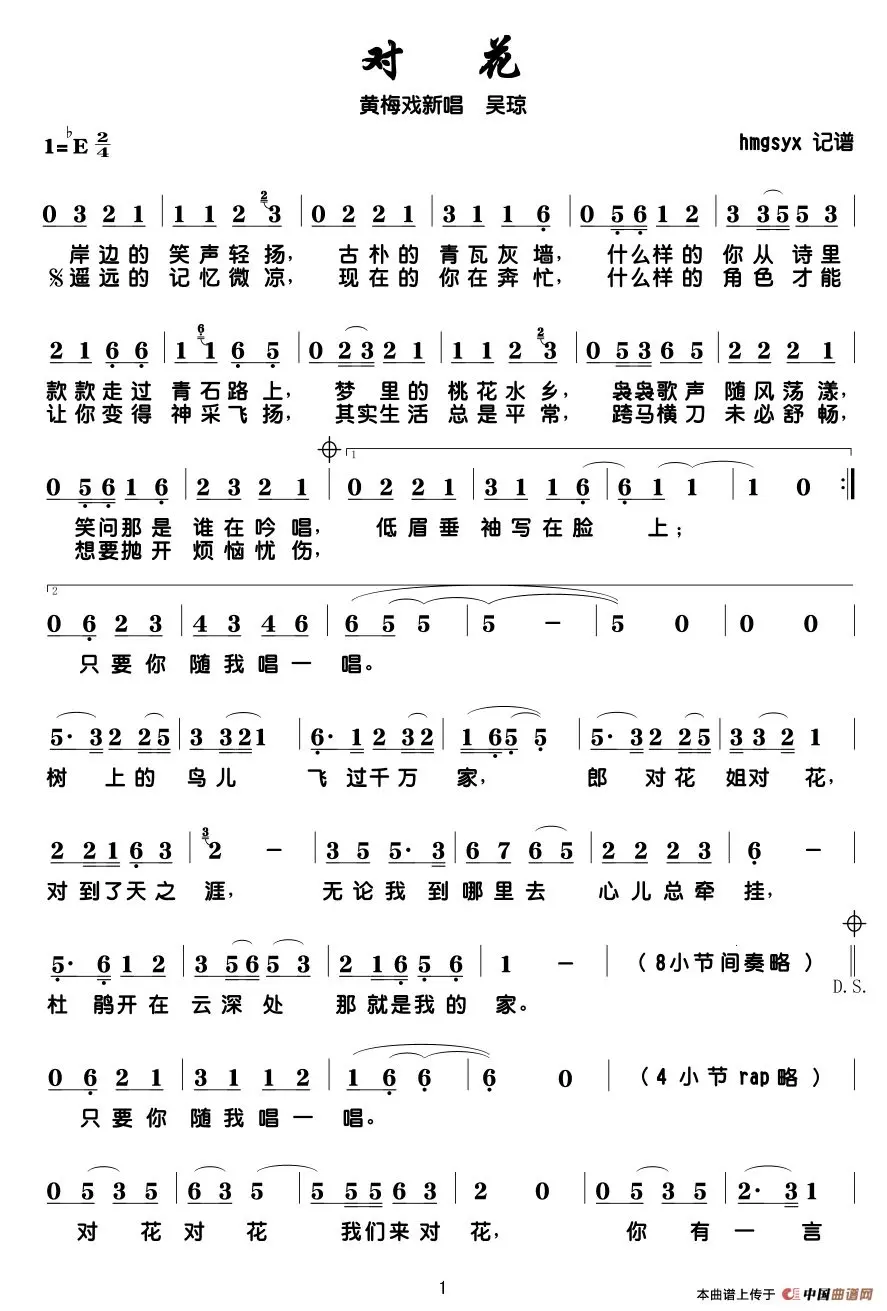 对 花
黄梅戏新唱 吴琼
1=♭E 2/4
hmgsyx 记谱
2
0 3 2 1 | 1 1 2 3 | 0 2 2 1 | 3 1 1 6 | 0 5 6 1 2 | 3 3 5 5 3 |
岸边的 笑声轻扬， 古朴的 青瓦灰墙， 什么样的 你从诗里
𝄋遥远的 记忆微凉， 现在的 你在奔忙， 什么样的 角色才能
6 2
2 1 6 6 | 1 1 6 5 | 0 2 3 2 1 | 1 1 2 3 | 0 5 3 6 5 | 2 2 2 1 |
款款走过 青石路上， 梦里的 桃花水乡， 袅袅歌声 随风荡漾，
让你变得 神采飞扬， 其实生活 总是平常， 跨马横刀 未必舒畅，
1
0 5 6 1 6 | 2 3 2 1 | 0 2 2 1 | 3 1 1 6 | 6 1 1 | 1 0 :||
笑问那是 谁在吟唱， 低眉垂 袖写在脸 上；
想要抛开 烦恼忧伤，
2
0 6 2 3 | 4 3 4 6 | 6 5 5 | 5 － | 5 0 | 0 0 |
只要你 随我唱一 唱。
5· 3 2 2 5 | 3 3 2 1 | 6· 1 2 3 2 | 1 6 5 5 | 5· 3 2 2 5 | 3 3 2 1 |
树 上的 鸟儿 飞过千万 家， 郎 对花 姐对 花，
3
2 2 1 6 3 | 2 － | 3 5 5· 3 | 6 7 6 5 | 2 2 2 3 | 6 － |
对到了天之 涯， 无论我 到哪里去 心儿总牵 挂，
5· 6 1 2 | 3 5 6 5 3 | 2 1 6 5 6 | 1 － | （8小节间奏略） ||
D.S.
杜 鹃开在 云深处 那就是我的 家。
0 6 2 1 | 3 1 1 2 | 1 6 6 | 6 0 | （4小节rap略） |
只要你 随我唱一 唱。
0 5 3 5 | 6 3 5 | 5 5 5 6 3 | 2 0 | 0 5 3 5 | 2· 3 1 |
对 花 对 花 我们来对 花， 你 有 一 言
1
本曲谱上传于 中国曲谱网